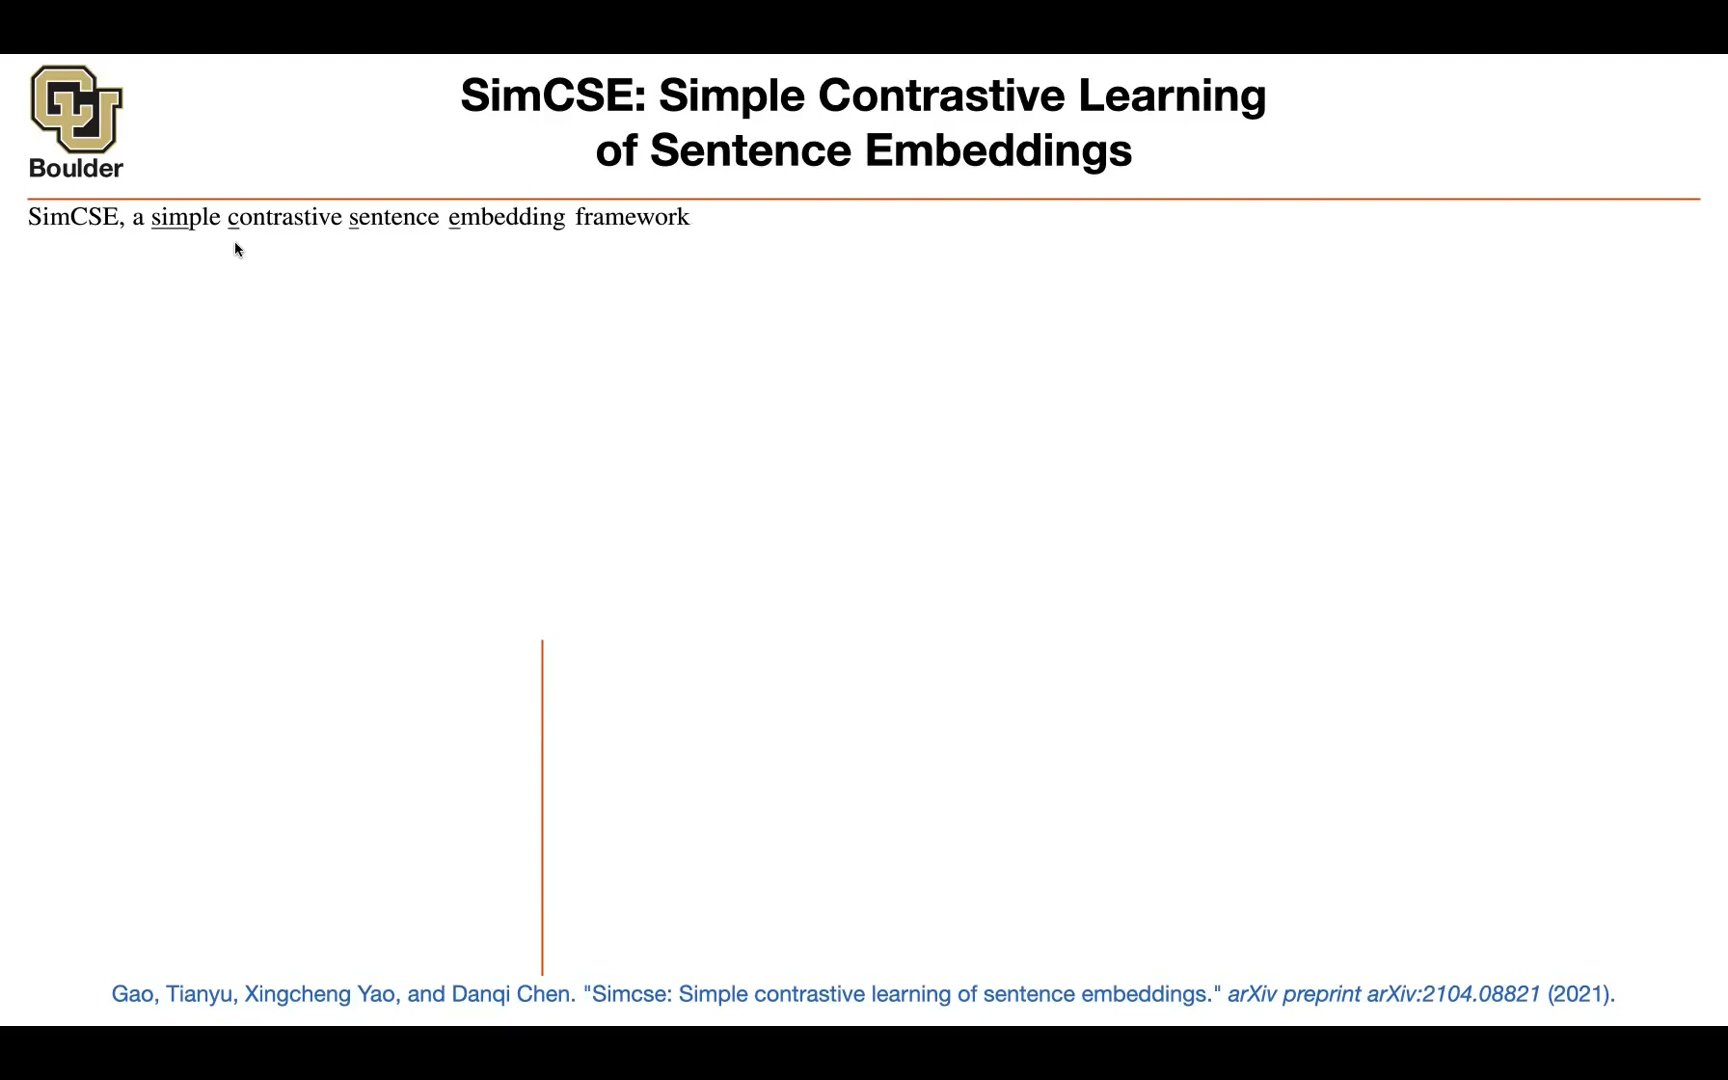 SimCSE: Simple Contrastive Learning
of Sentence Embeddings
Boulder
SimCSE, a simple contrastive sentence embedding framework
Gao, Tianyu, Xingcheng Yao, and Danqi Chen. "Simcse: Simple contrastive learning of sentence embeddings." arXiv preprint arXiv:2104.08821 (2021).